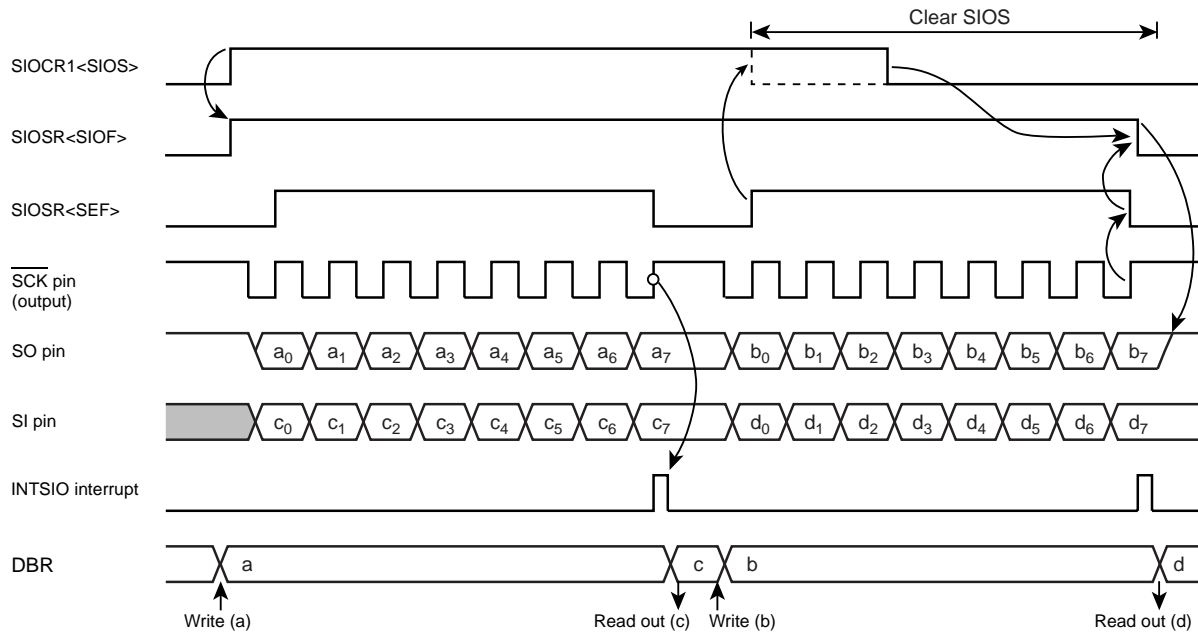 Clear SIOS
SIOCR1<SIOS>
SIOSR<SIOF>
SIOSR<SEF>
SCK pin
(output)
SO pin a0 a1 a2 a3 a4 a5 a6 a7 b0 b1 b2 b3 b4 b5 b6 b7
SI pin c0 c1 c2 c3 c4 c5 c6 c7 d0 d1 d2 d3 d4 d5 d6 d7
INTSIO interrupt
DBR a c b d
Write (a) Read out (c) Write (b) Read out (d)